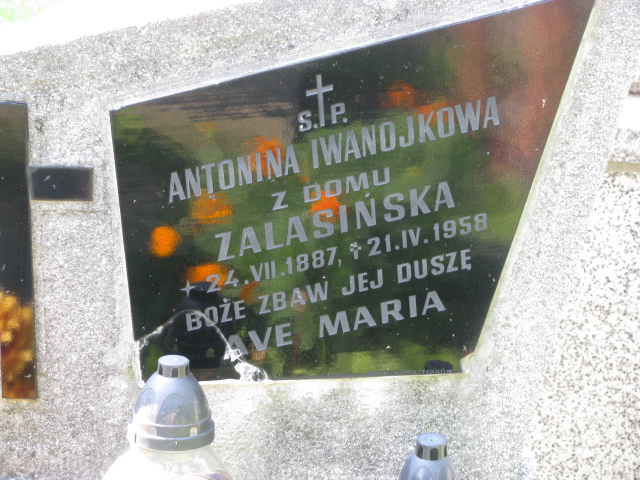 Ś.P.
ANTONINA IWANOJKOWA
Z DOMU
ZALASIŃSKA
24.VII.1887, †21.IV.1958
BOŻE ZBAW JEJ DUSZĘ
AVE MARIA